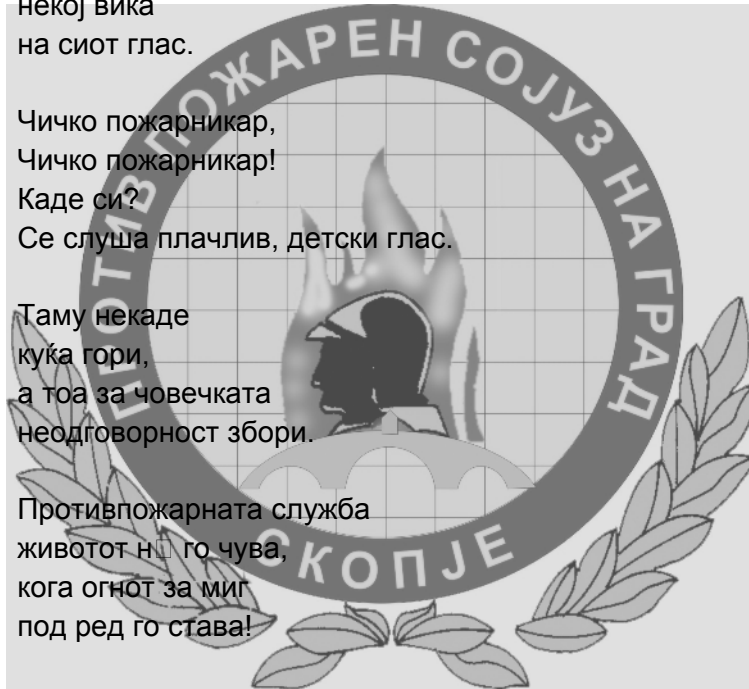 некој вика
на сиот глас.
Чичко пожарникар,
Чичко пожарникар!
Каде си?
Се слуша плачлив, детски глас.
Таму некаде
куќа гори,
а тоа за човечката
неодговорност збори.
Противпожарната служба
животот н□ го чува,
кога огнот за миг
под ред го става!
ПРОТИВПОЖАРЕН СОЈУЗ НА ГРАД
СКОПЈЕ